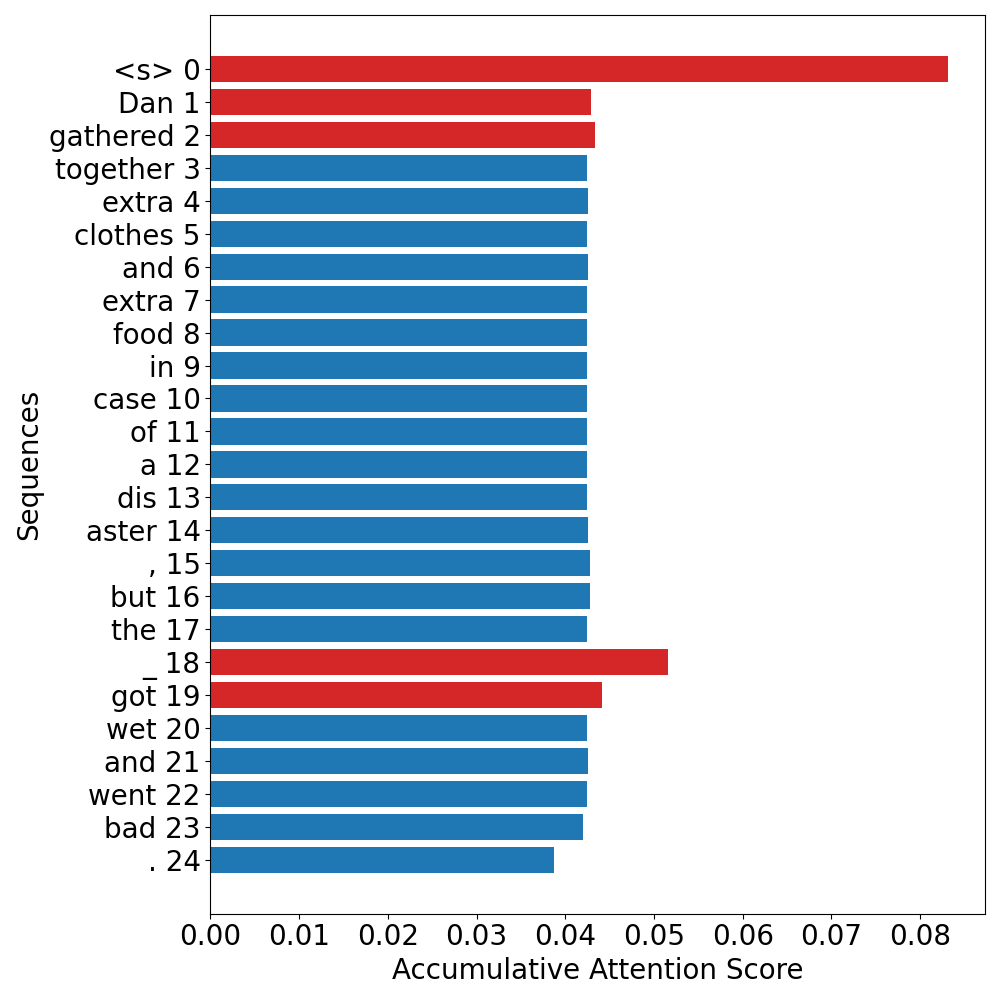 <s> 0
Dan 1
gathered 2
together 3
extra 4
clothes 5
and 6
extra 7
food 8
in 9
case 10
of 11
a 12
dis 13
aster 14
, 15
but 16
the 17
_ 18
got 19
wet 20
and 21
went 22
bad 23
. 24
Sequences
0.00 0.01 0.02 0.03 0.04 0.05 0.06 0.07 0.08
Accumulative Attention Score